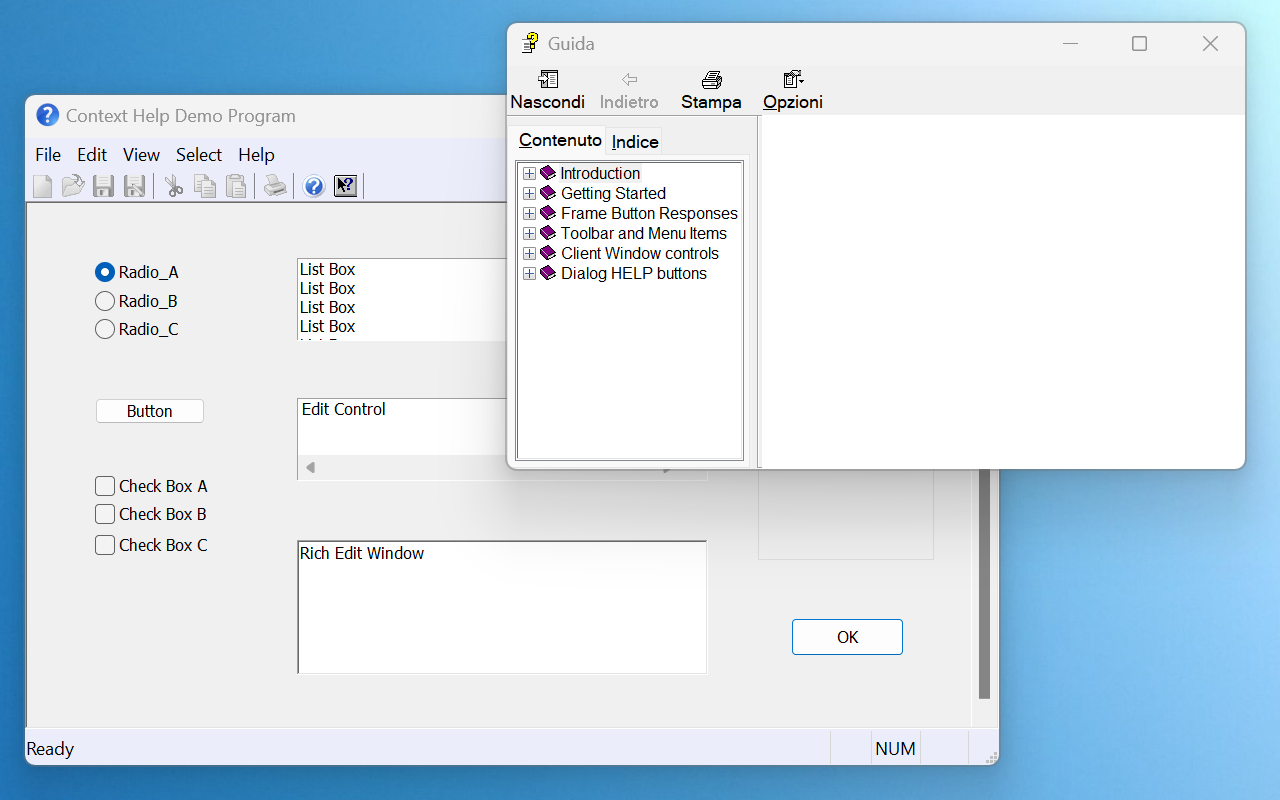 Guida
Nascondi Indietro Stampa Opzioni
Contenuto Indice
Introduction
Getting Started
Frame Button Responses
Toolbar and Menu Items
Client Window controls
Dialog HELP buttons
Context Help Demo Program
File Edit View Select Help
Radio_A
Radio_B
Radio_C
List Box
List Box
List Box
List Box
Button
Edit Control
Check Box A
Check Box B
Check Box C
Rich Edit Window
OK
Ready
NUM